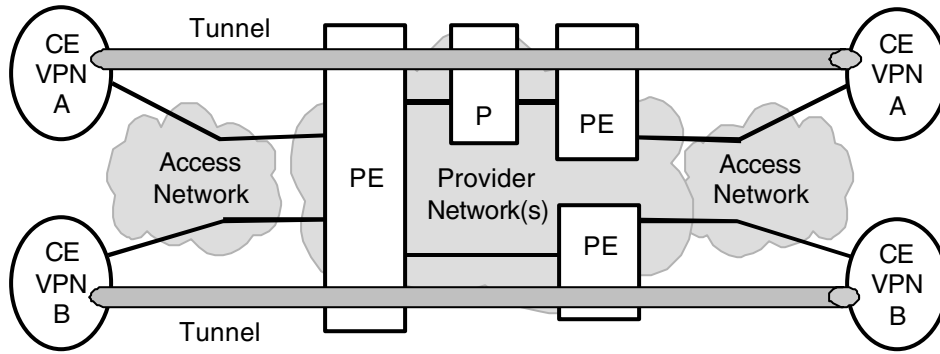 Tunnel
CE
VPN
A
CE
VPN
A
P
PE
Access
Network
PE
Provider
Network(s)
Access
Network
CE
VPN
B
PE
CE
VPN
B
Tunnel